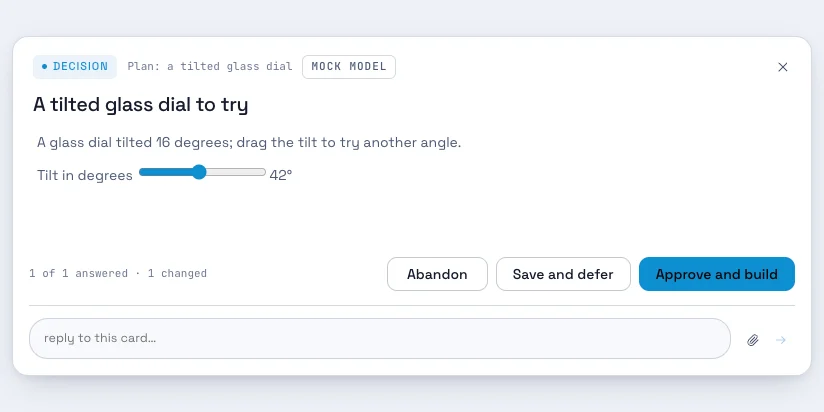 DECISION Plan: a tilted glass dial MOCK MODEL
A tilted glass dial to try
A glass dial tilted 16 degrees; drag the tilt to try another angle.
Tilt in degrees 42°
1 of 1 answered · 1 changed Abandon Save and defer Approve and build
reply to this card...